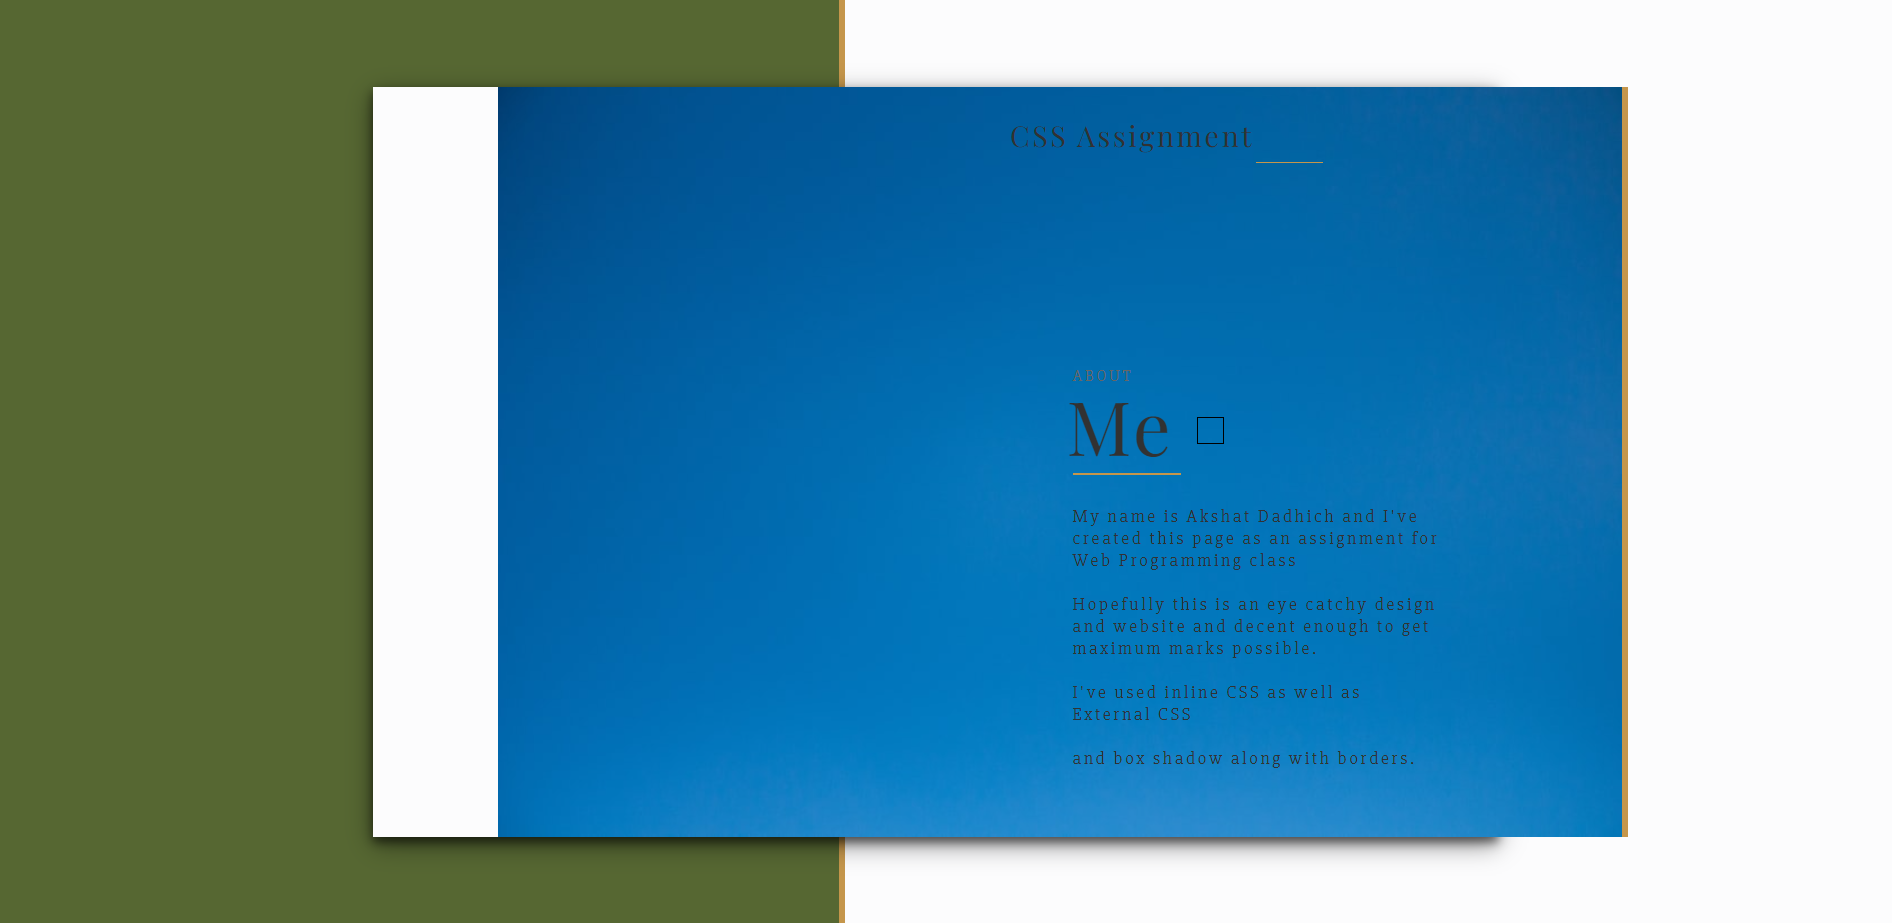 CSS Assignment
ABOUT
Me
My name is Akshat Dadhich and I've
created this page as an assignment for
Web Programming class
Hopefully this is an eye catchy design
and website and decent enough to get
maximum marks possible.
I've used inline CSS as well as
External CSS
and box shadow along with borders.